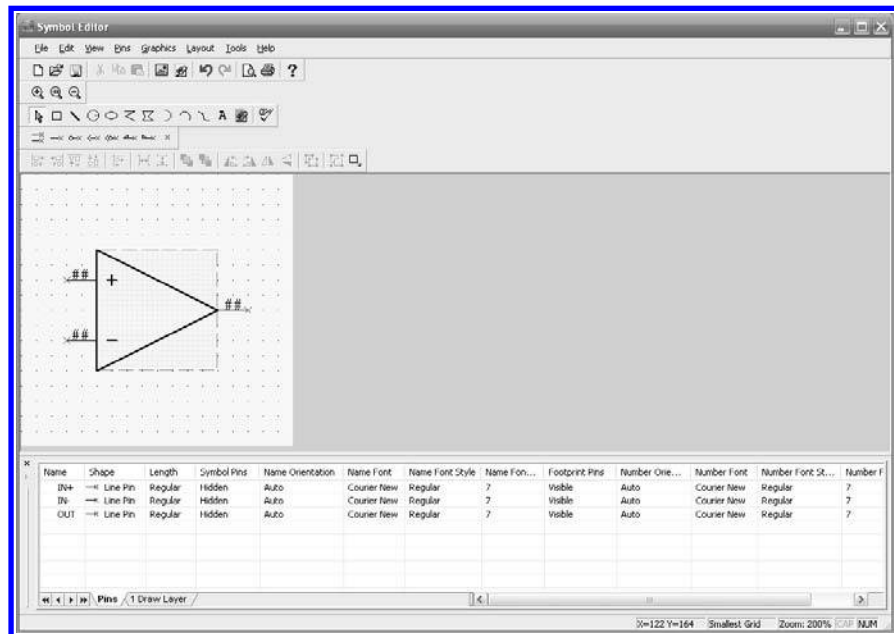 Symbol Editor
File Edit View Pins Graphics Layout Tools Help
A
##
+
##
##
−
Name Shape Length Symbol Pins Name Orientation Name Font Name Font Style Name Fon... Footprint Pins Number Orie... Number Font Number Font St... Number F
IN+ Line Pin Regular Hidden Auto Courier New Regular 7 Visible Auto Courier New Regular 7
IN- Line Pin Regular Hidden Auto Courier New Regular 7 Visible Auto Courier New Regular 7
OUT Line Pin Regular Hidden Auto Courier New Regular 7 Visible Auto Courier New Regular 7
Pins 1 Draw Layer
X=122 Y=164 Smallest Grid Zoom: 200% CAP NUM